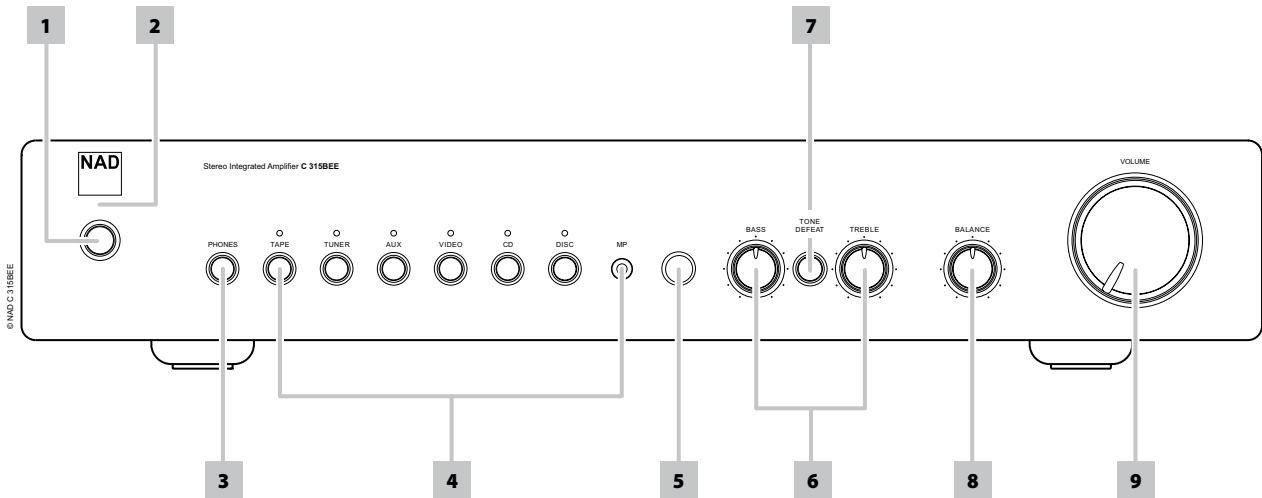 1
2
7
NAD
Stereo Integrated Amplifier C 315BEE
VOLUME
PHONES
TAPE
TUNER
AUX
VIDEO
CD
DISC
MP
BASS
TONE
DEFEAT
TREBLE
BALANCE
© NAD C 315BEE
3
4
5
6
8
9